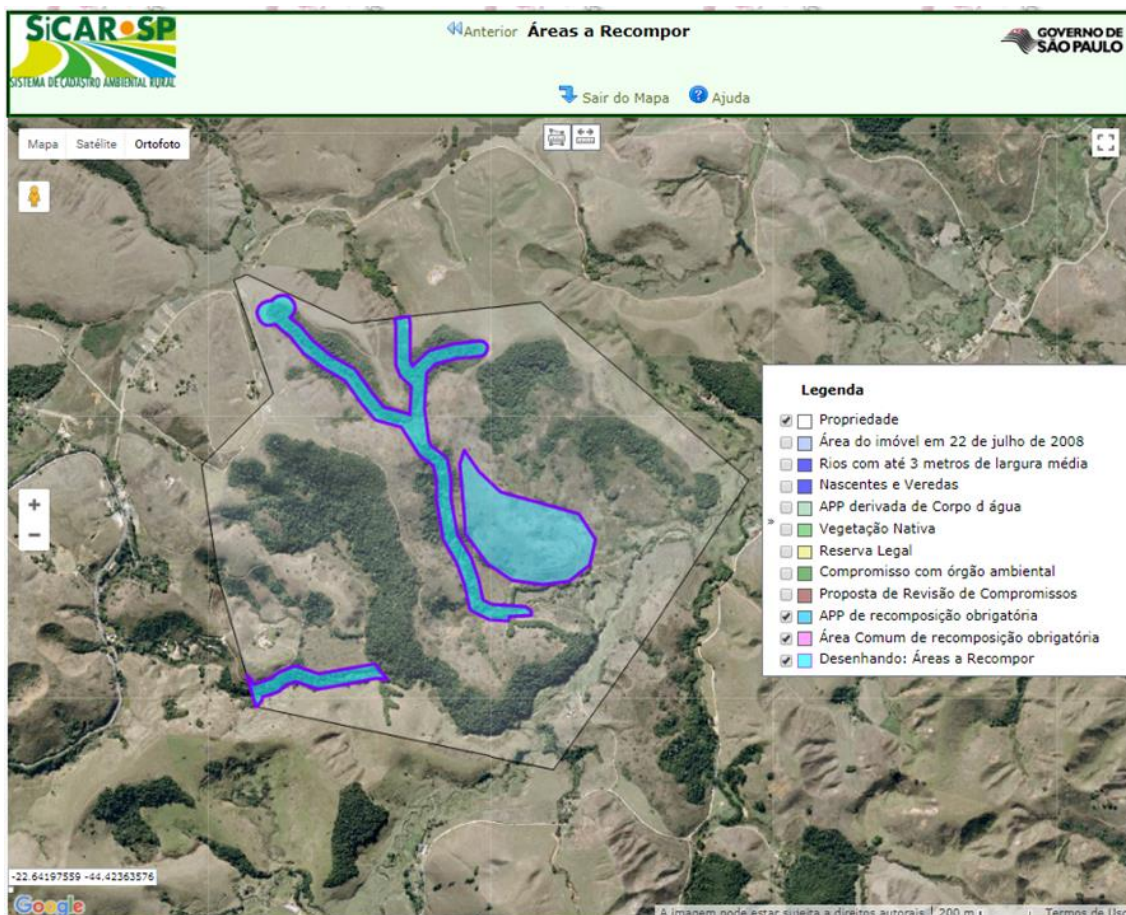 SiCAR SP
SISTEMA DE CADASTRO AMBIENTAL RURAL
Anterior Áreas a Recompor
GOVERNO DE
SÃO PAULO
Sair do Mapa ? Ajuda
Mapa Satélite Ortofoto
Legenda
Propriedade
Área do imóvel em 22 de julho de 2008
Rios com até 3 metros de largura média
Nascentes e Veredas
APP derivada de Corpo d água
Vegetação Nativa
Reserva Legal
Compromisso com órgão ambiental
Proposta de Revisão de Compromissos
APP de recomposição obrigatória
Área Comum de recomposição obrigatória
Desenhando: Áreas a Recompor
»
+
−
-22.64197559 -44.42363576
Google
A imagem pode estar sujeita a direitos autorais 200 m Termos de Uso